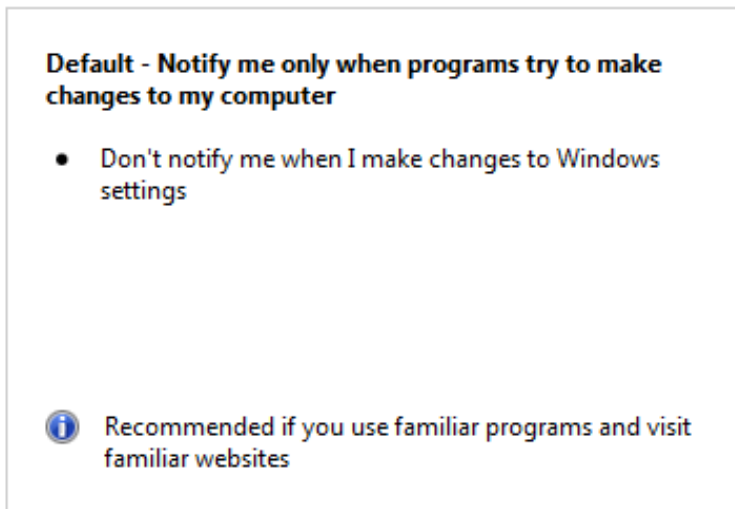 Default - Notify me only when programs try to make
changes to my computer
• Don't notify me when I make changes to Windows
settings
Recommended if you use familiar programs and visit
familiar websites